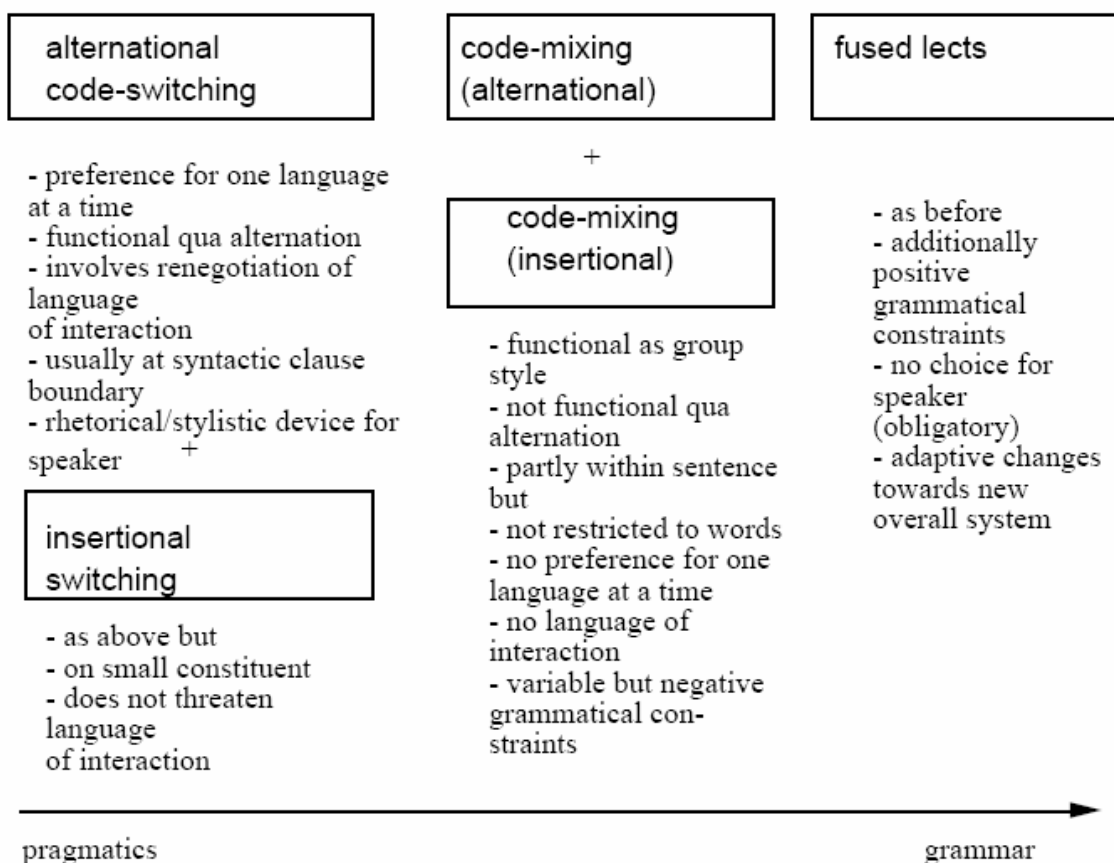 alternational
code-switching
- preference for one language
at a time
- functional qua alternation
- involves renegotiation of
language
of interaction
- usually at syntactic clause
boundary
- rhetorical/stylistic device for
speaker +
insertional
switching
- as above but
- on small constituent
- does not threaten
language
of interaction
code-mixing
(alternational)
+
code-mixing
(insertional)
- functional as group
style
- not functional qua
alternation
- partly within sentence
but
- not restricted to words
- no preference for one
language at a time
- no language of
interaction
- variable but negative
grammatical con-
straints
fused lects
- as before
- additionally
positive
grammatical
constraints
- no choice for
speaker
(obligatory)
- adaptive changes
towards new
overall system
pragmatics
grammar